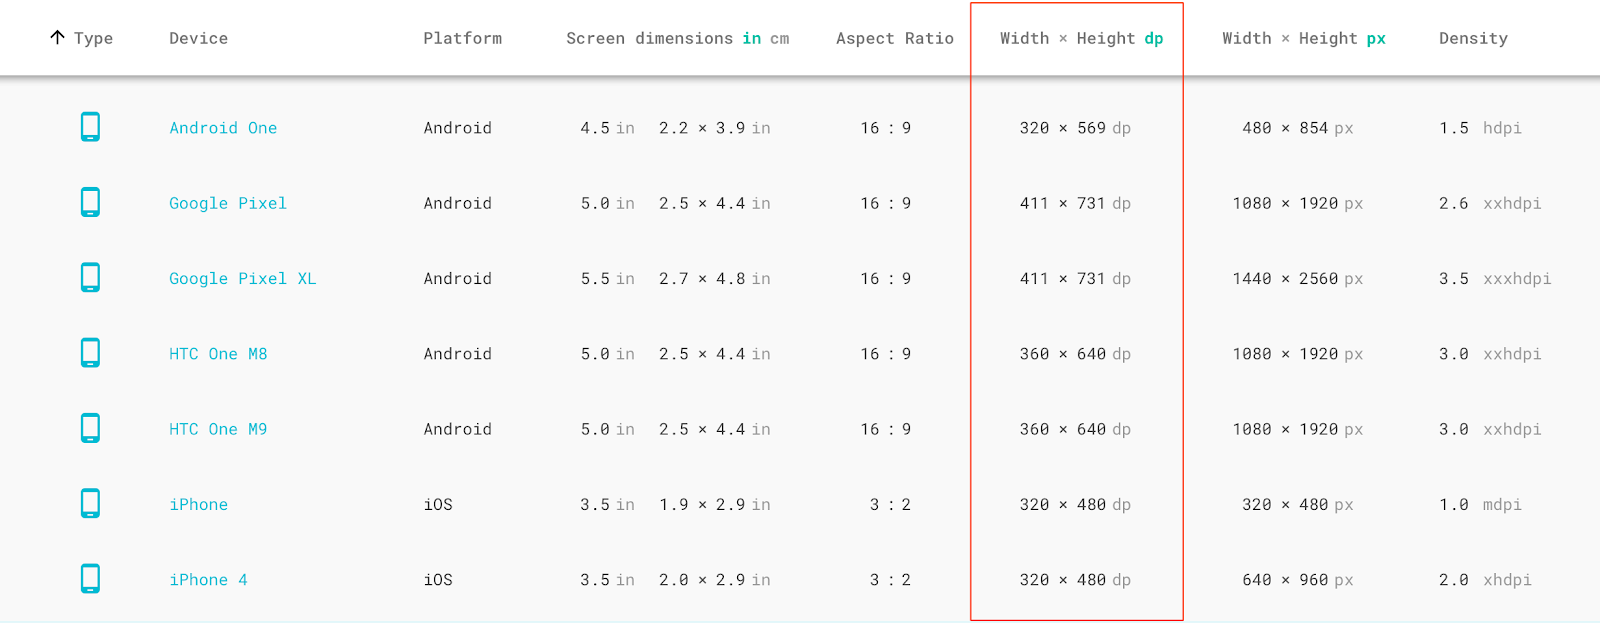 ↑ Type Device Platform Screen dimensions in cm Aspect Ratio Width × Height dp Width × Height px Density
Android One Android 4.5 in 2.2 × 3.9 in 16 : 9 320 × 569 dp 480 × 854 px 1.5 hdpi
Google Pixel Android 5.0 in 2.5 × 4.4 in 16 : 9 411 × 731 dp 1080 × 1920 px 2.6 xxhdpi
Google Pixel XL Android 5.5 in 2.7 × 4.8 in 16 : 9 411 × 731 dp 1440 × 2560 px 3.5 xxxhdpi
HTC One M8 Android 5.0 in 2.5 × 4.4 in 16 : 9 360 × 640 dp 1080 × 1920 px 3.0 xxhdpi
HTC One M9 Android 5.0 in 2.5 × 4.4 in 16 : 9 360 × 640 dp 1080 × 1920 px 3.0 xxhdpi
iPhone iOS 3.5 in 1.9 × 2.9 in 3 : 2 320 × 480 dp 320 × 480 px 1.0 mdpi
iPhone 4 iOS 3.5 in 2.0 × 2.9 in 3 : 2 320 × 480 dp 640 × 960 px 2.0 xhdpi